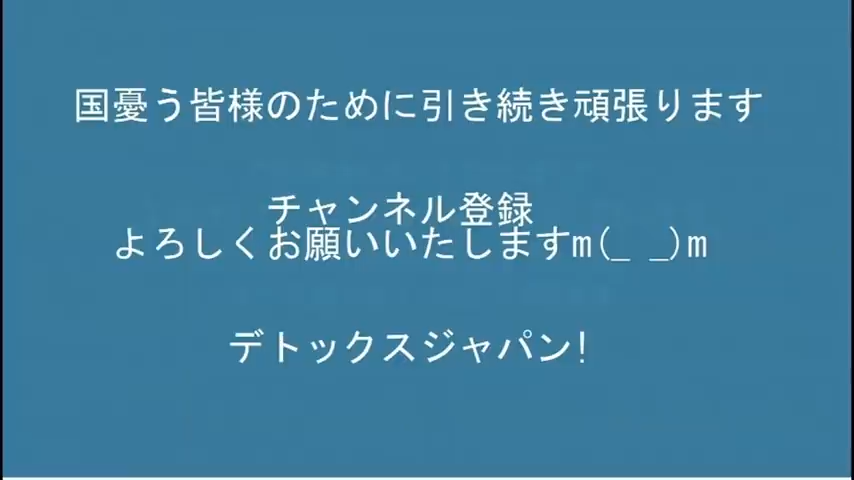 国憂う皆様のために引き続き頑張ります
チャンネル登録
よろしくお願いいたしますm(_ _)m
デトックスジャパン!